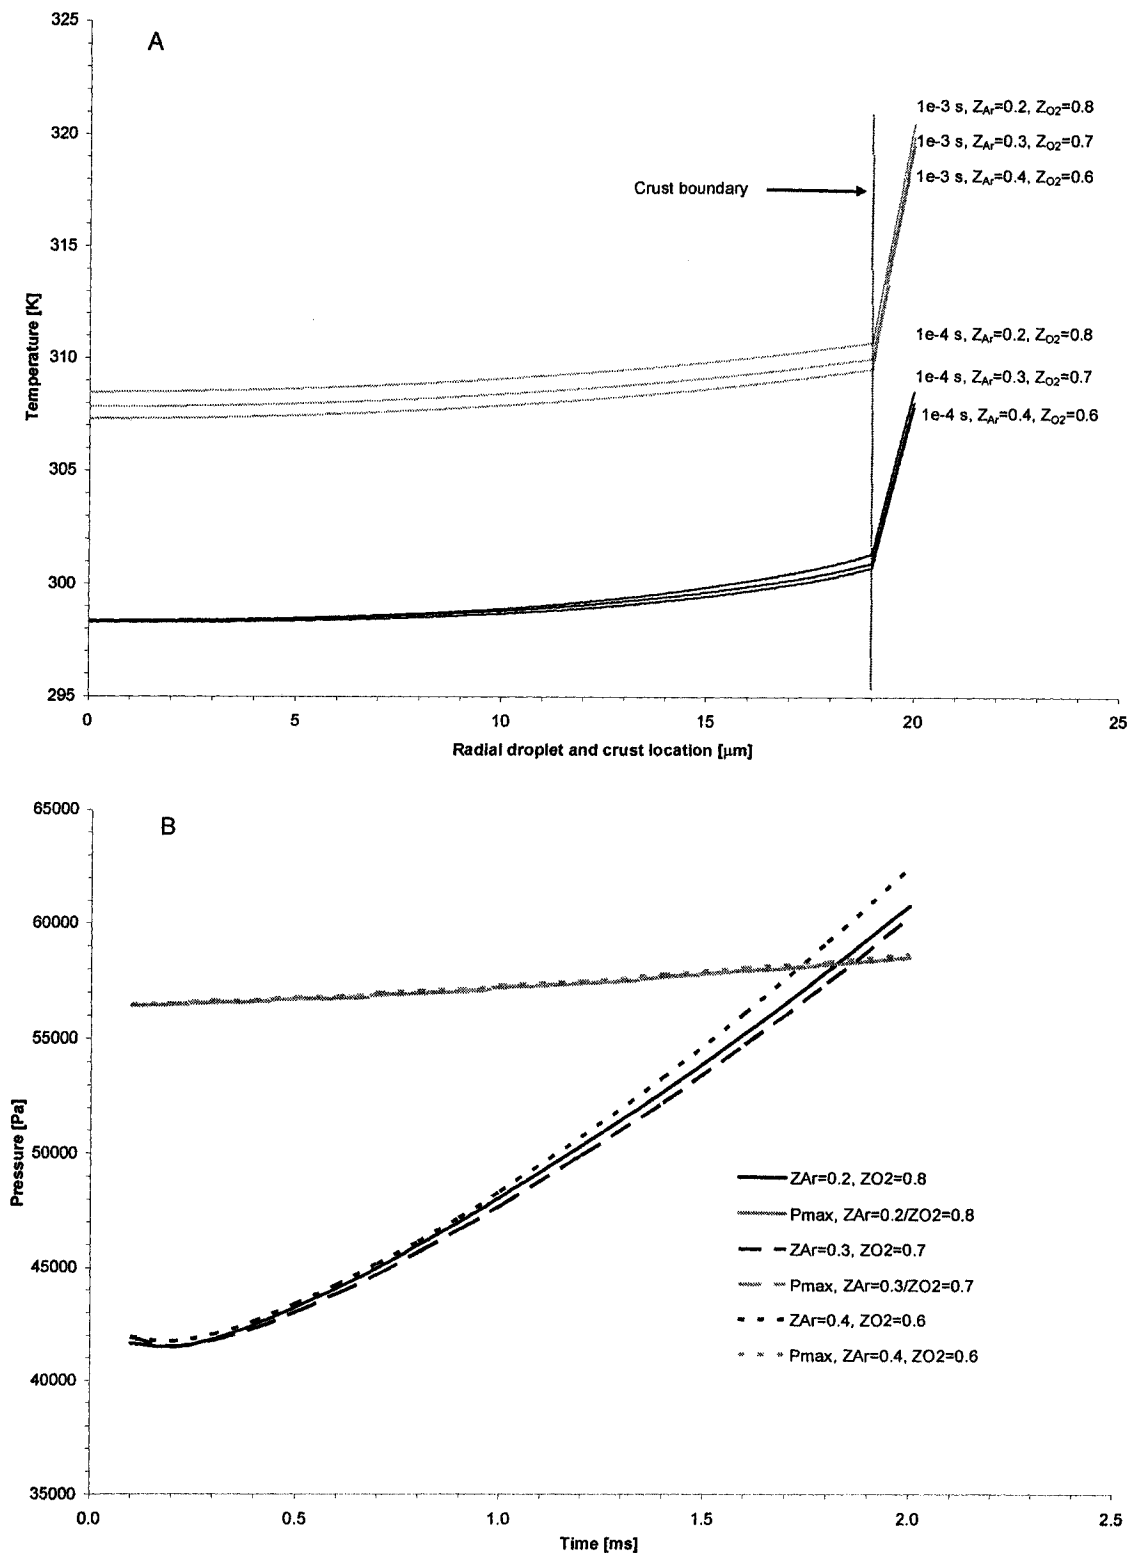 A
325
320
315
310
305
300
295
Temperature [K]
1e-3 s, ZAr=0.2, ZO2=0.8
1e-3 s, ZAr=0.3, ZO2=0.7
1e-3 s, ZAr=0.4, ZO2=0.6
Crust boundary
1e-4 s, ZAr=0.2, ZO2=0.8
1e-4 s, ZAr=0.3, ZO2=0.7
1e-4 s, ZAr=0.4, ZO2=0.6
0 5 10 15 20 25
Radial droplet and crust location [μm]
B
65000
60000
55000
50000
45000
40000
35000
Pressure [Pa]
ZAr=0.2, ZO2=0.8
Pmax, ZAr=0.2/ZO2=0.8
ZAr=0.3, ZO2=0.7
Pmax, ZAr=0.3/ZO2=0.7
ZAr=0.4, ZO2=0.6
Pmax, ZAr=0.4, ZO2=0.6
0.0 0.5 1.0 1.5 2.0 2.5
Time [ms]